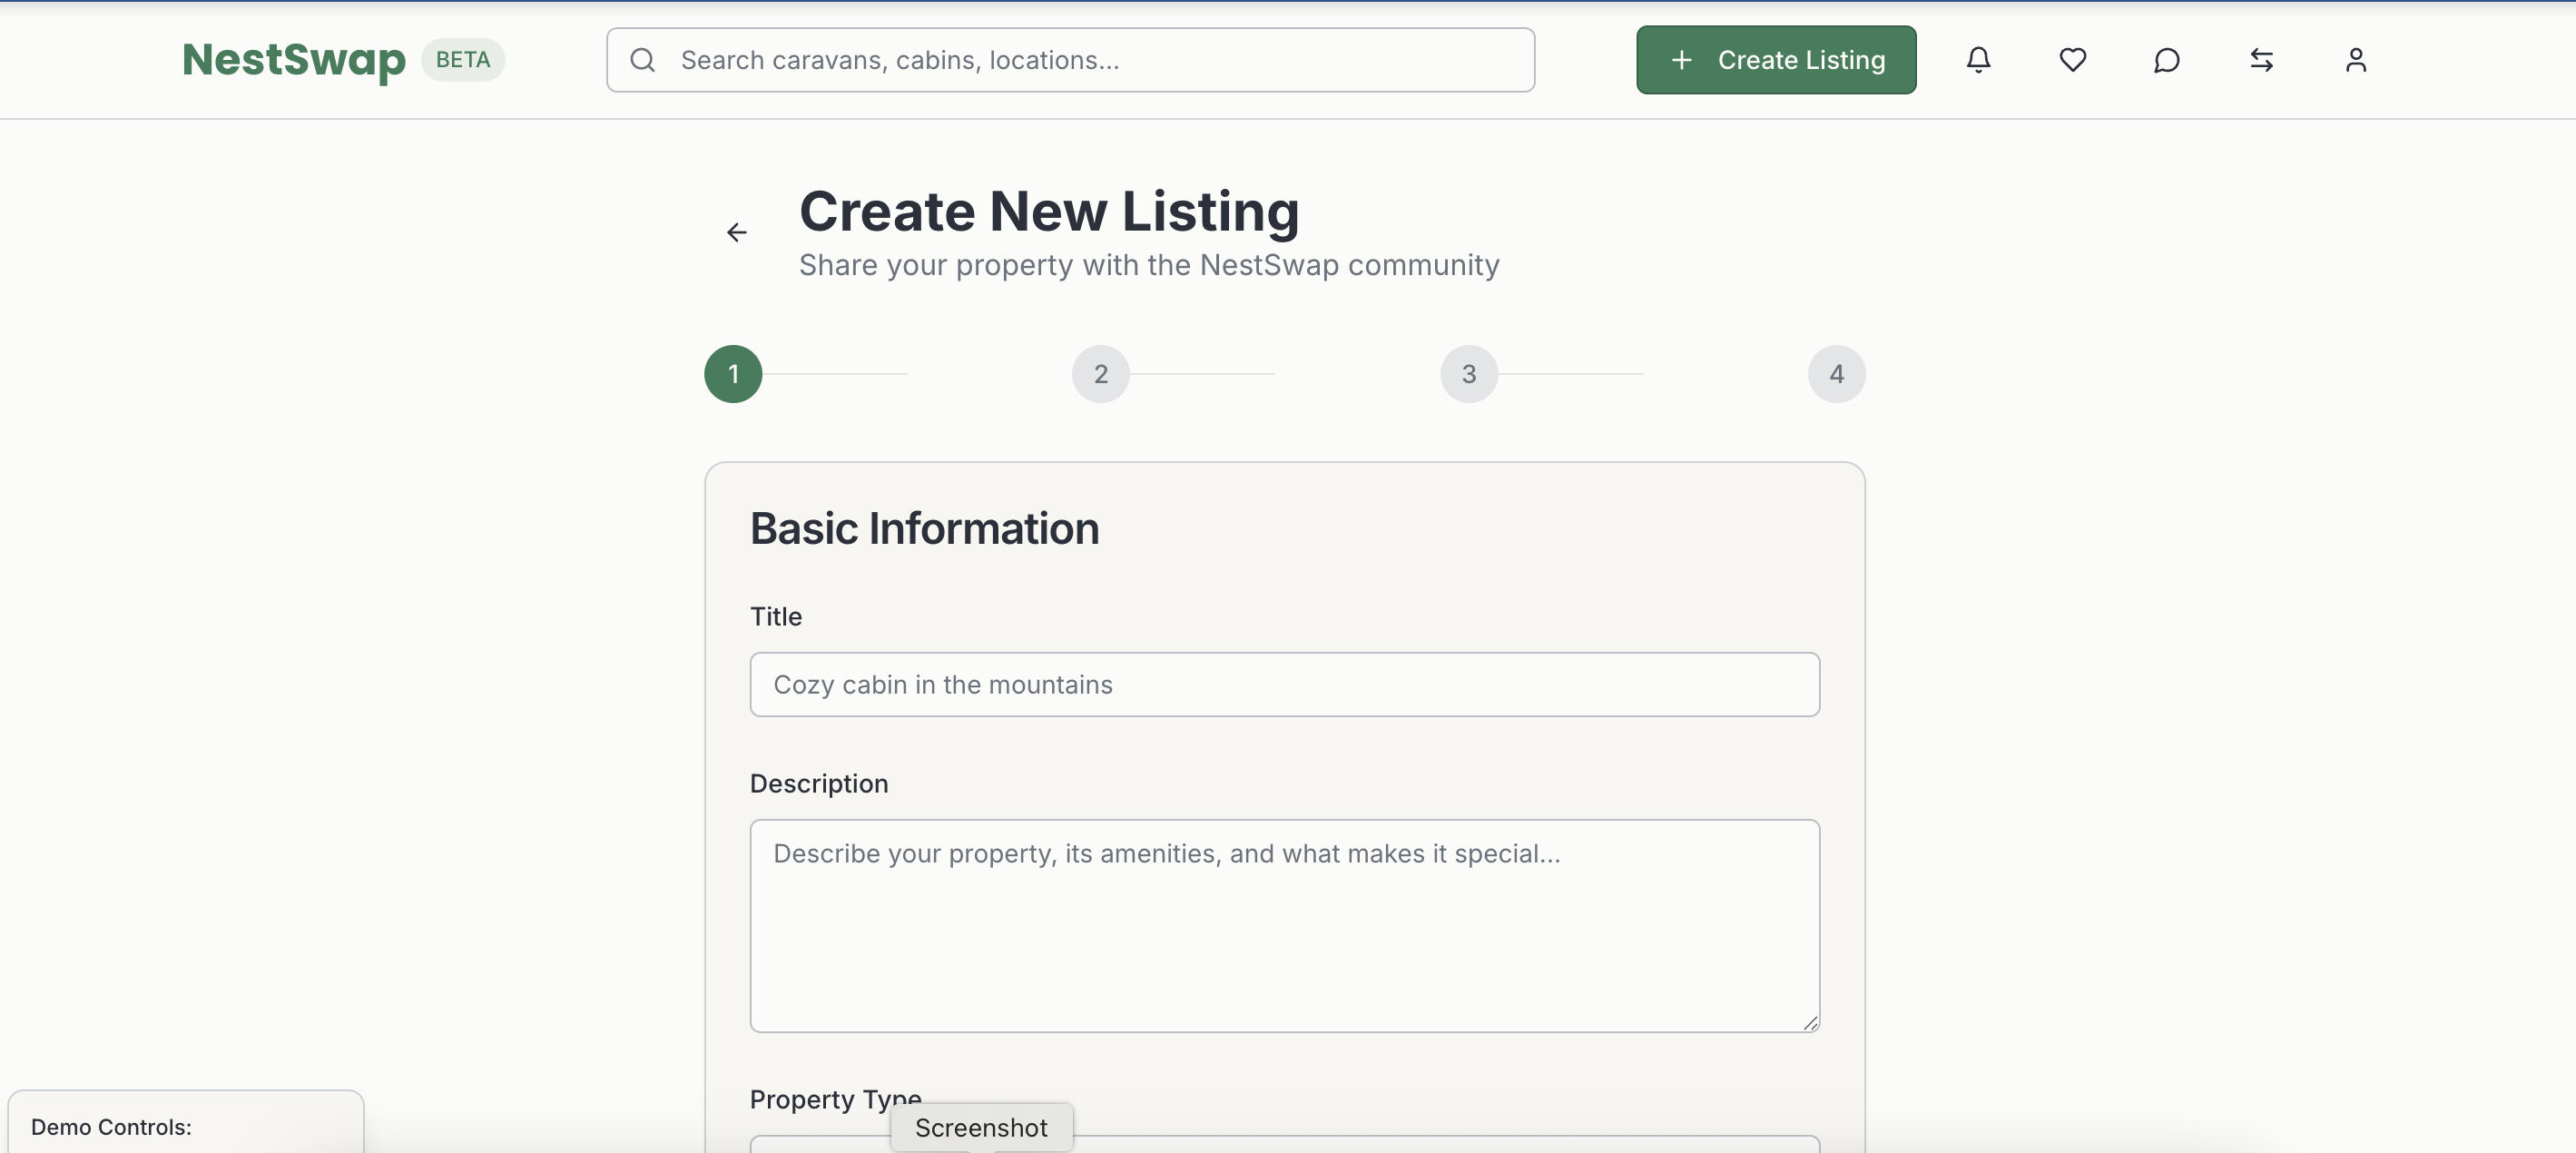 NestSwap BETA
Search caravans, cabins, locations...
Create Listing
Create New Listing
Share your property with the NestSwap community
1 2 3 4
Basic Information
Title
Cozy cabin in the mountains
Description
Describe your property, its amenities, and what makes it special...
Property Type
Screenshot
Demo Controls: